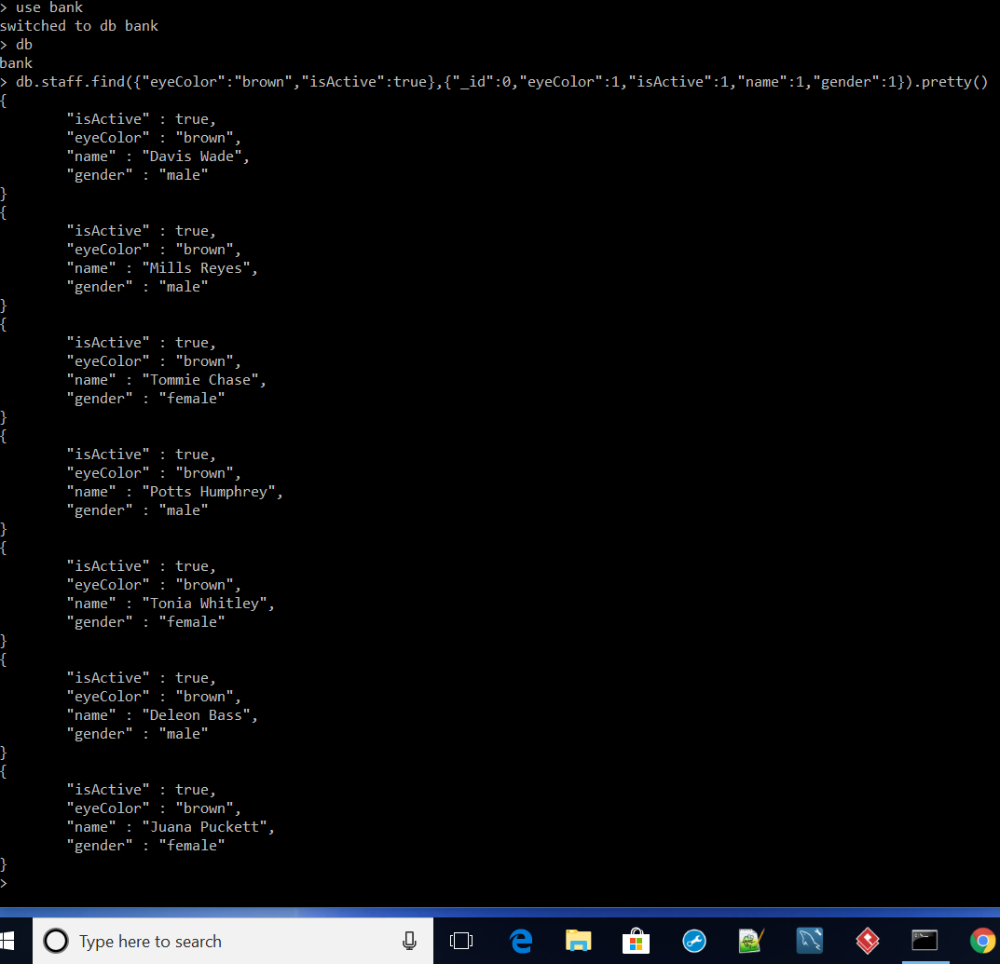 > use bank
switched to db bank
> db
bank
> db.staff.find({"eyeColor":"brown","isActive":true},{"_id":0,"eyeColor":1,"isActive":1,"name":1,"gender":1}).pretty()
{
"isActive" : true,
"eyeColor" : "brown",
"name" : "Davis Wade",
"gender" : "male"
}
{
"isActive" : true,
"eyeColor" : "brown",
"name" : "Mills Reyes",
"gender" : "male"
}
{
"isActive" : true,
"eyeColor" : "brown",
"name" : "Tommie Chase",
"gender" : "female"
}
{
"isActive" : true,
"eyeColor" : "brown",
"name" : "Potts Humphrey",
"gender" : "male"
}
{
"isActive" : true,
"eyeColor" : "brown",
"name" : "Tonia Whitley",
"gender" : "female"
}
{
"isActive" : true,
"eyeColor" : "brown",
"name" : "Deleon Bass",
"gender" : "male"
}
{
"isActive" : true,
"eyeColor" : "brown",
"name" : "Juana Puckett",
"gender" : "female"
}
>
Type here to search